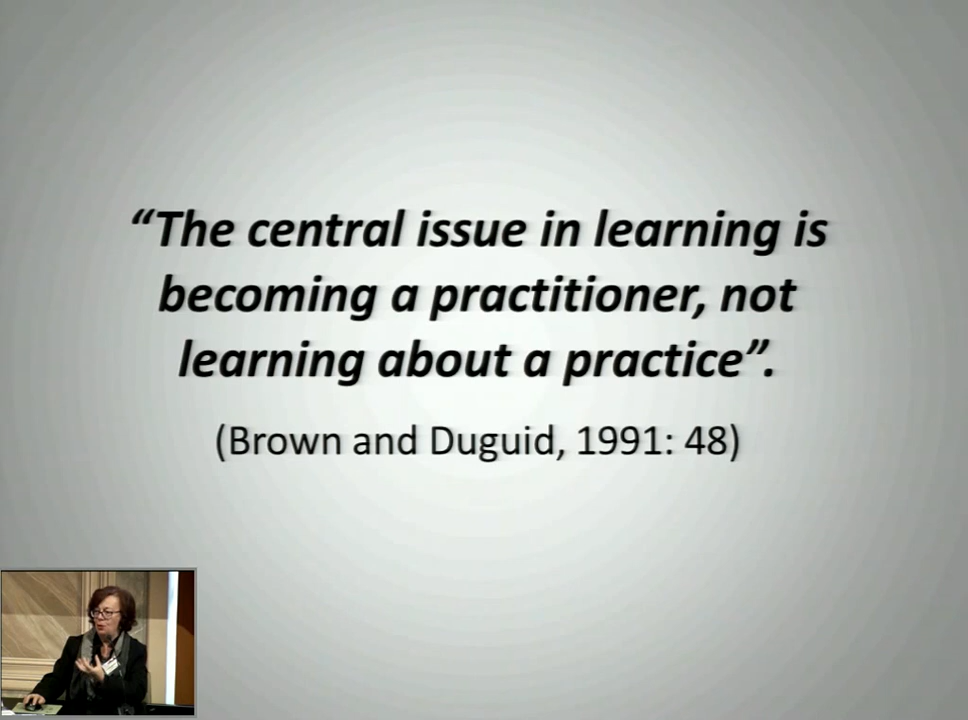 “The central issue in learning is
becoming a practitioner, not
learning about a practice”.
(Brown and Duguid, 1991: 48)